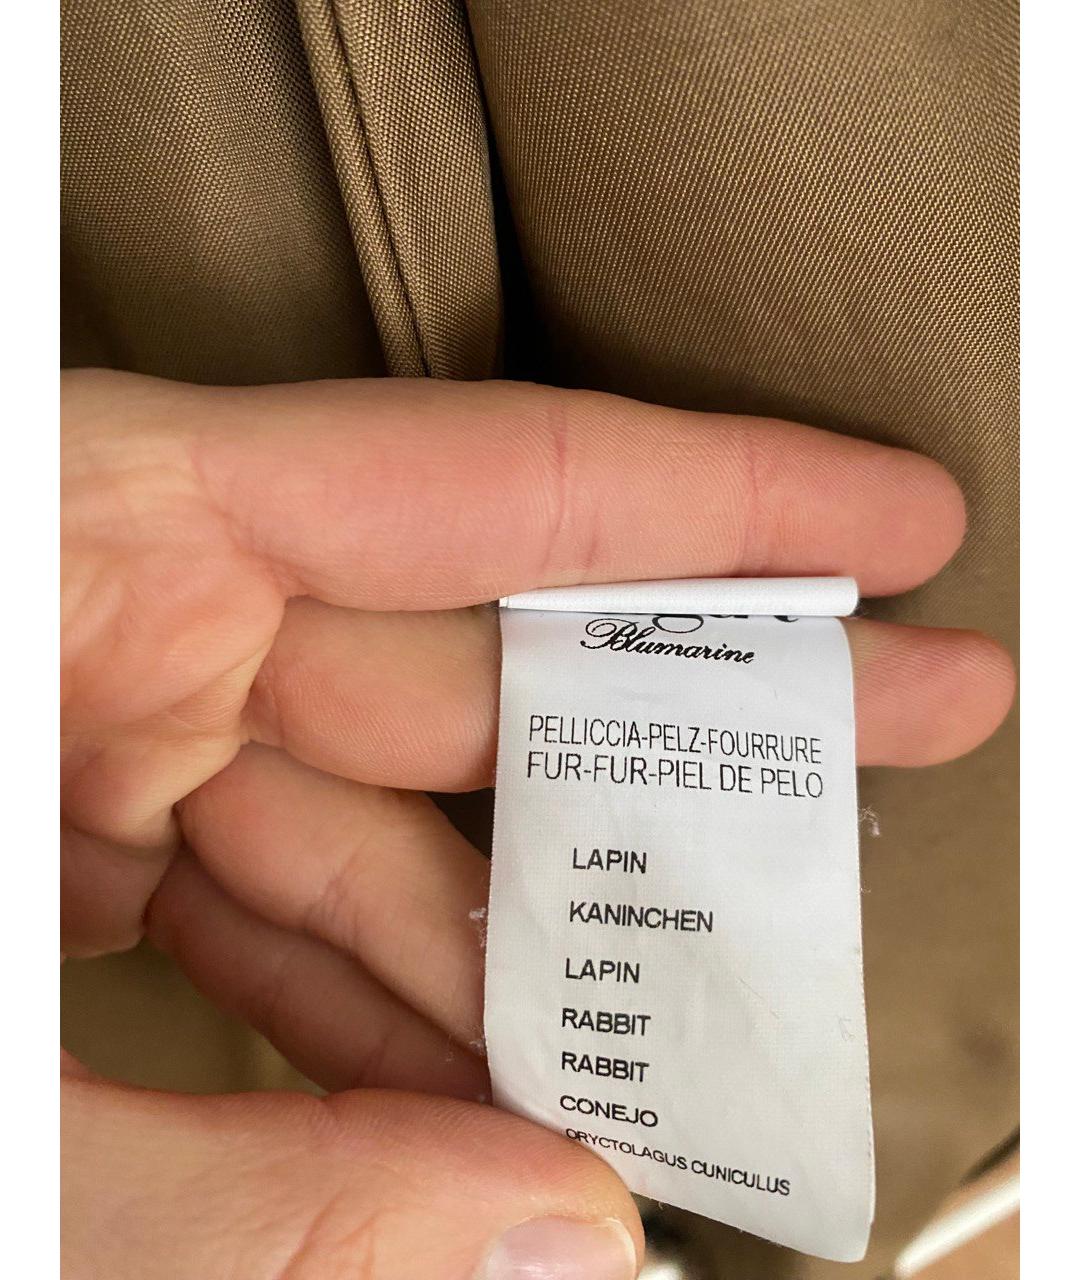 Blumarine
PELLICCIA-PELZ-FOURRURE
FUR-FUR-PIEL DE PELO
LAPIN
KANINCHEN
LAPIN
RABBIT
RABBIT
CONEJO
ORYCTOLAGUS CUNICULUS